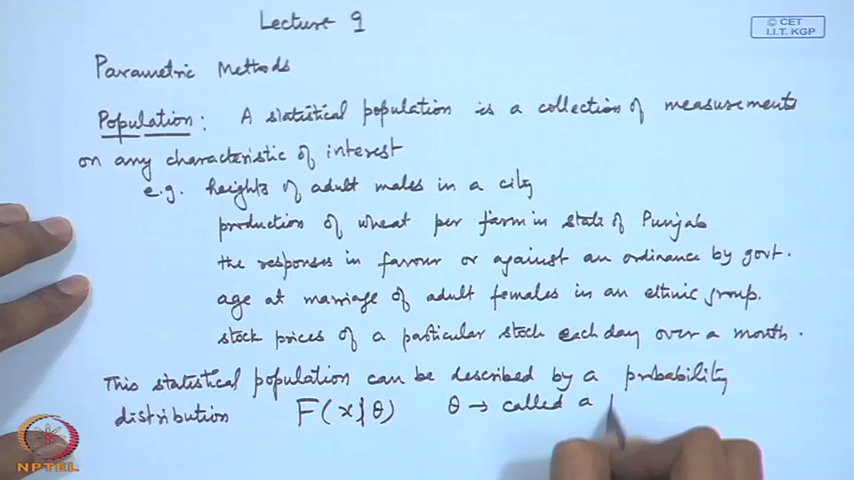 Lecture 9
© CET
I.I.T. KGP
Parametric Methods
Population: A statistical population is a collection of measurements
on any characteristic of interest
e.g. heights of adult males in a city
production of wheat per farm in state of Punjab
the responses in favour or against an ordinance by govt.
age at marriage of adult females in an ethnic group.
stock prices of a particular stock each day over a month.
This statistical population can be described by a probability
distribution F(x|θ) θ → called a
NPTEL